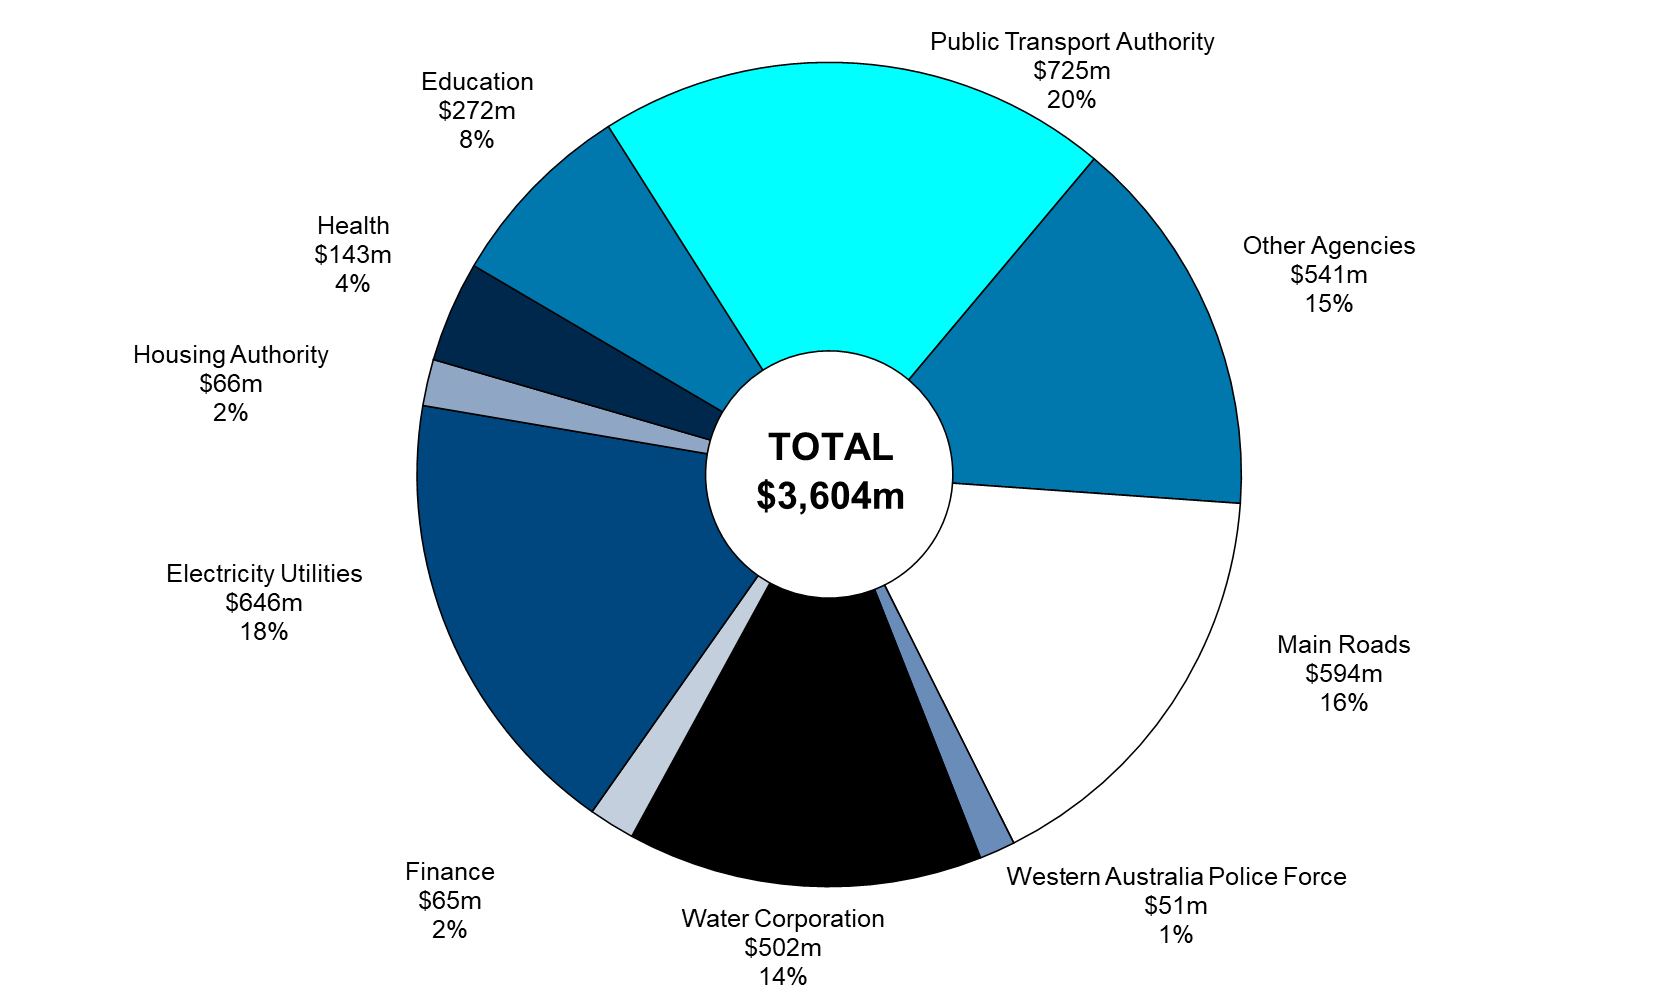 Public Transport Authority
$725m
20%
Education
$272m
8%
Health
$143m
4%
Other Agencies
$541m
15%
Housing Authority
$66m
2%
TOTAL
$3,604m
Electricity Utilities
$646m
18%
Main Roads
$594m
16%
Finance
$65m
2%
Western Australia Police Force
$51m
1%
Water Corporation
$502m
14%